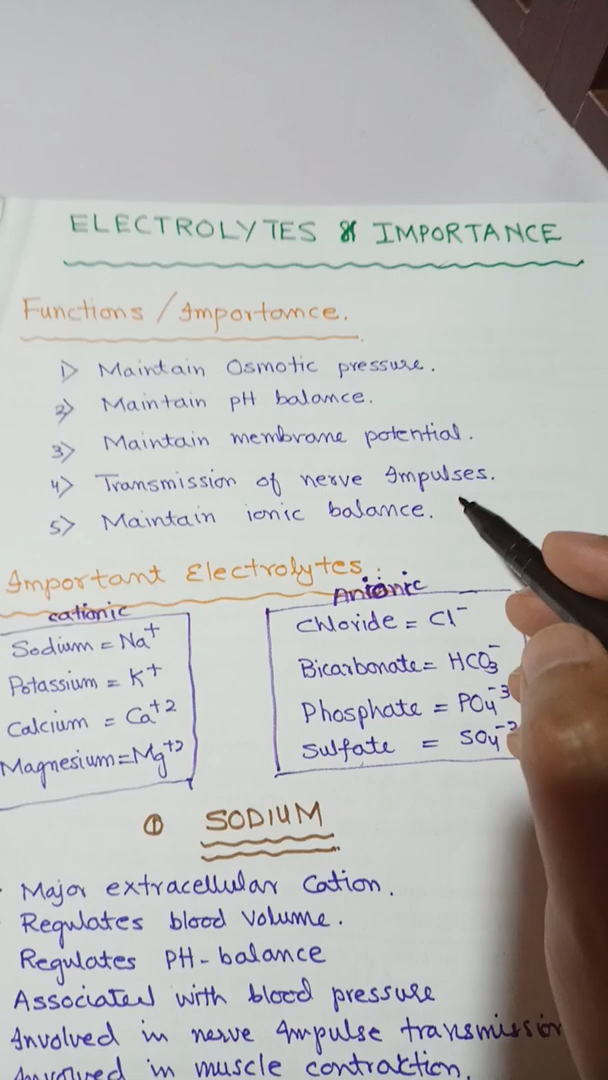 ELECTROLYTES & IMPORTANCE
Functions / Importance.
1) Maintain Osmotic pressure.
2) Maintain pH balance.
3) Maintain membrane potential.
4) Transmission of nerve Impulses.
5) Maintain ionic balance.
Important Electrolytes:
cationic
Sodium = Na⁺
Potassium = K⁺
Calcium = Ca⁺²
Magnesium = Mg⁺²
Anionic
Chloride = Cl⁻
Bicarbonate = HCO₃⁻
Phosphate = PO₄⁻³
Sulfate = SO₄⁻²
① SODIUM
Major extracellular Cation.
Regulates blood volume.
Regulates PH-balance
Associated with blood pressure
Involved in nerve Impulse transmission
Involved in muscle contraction.